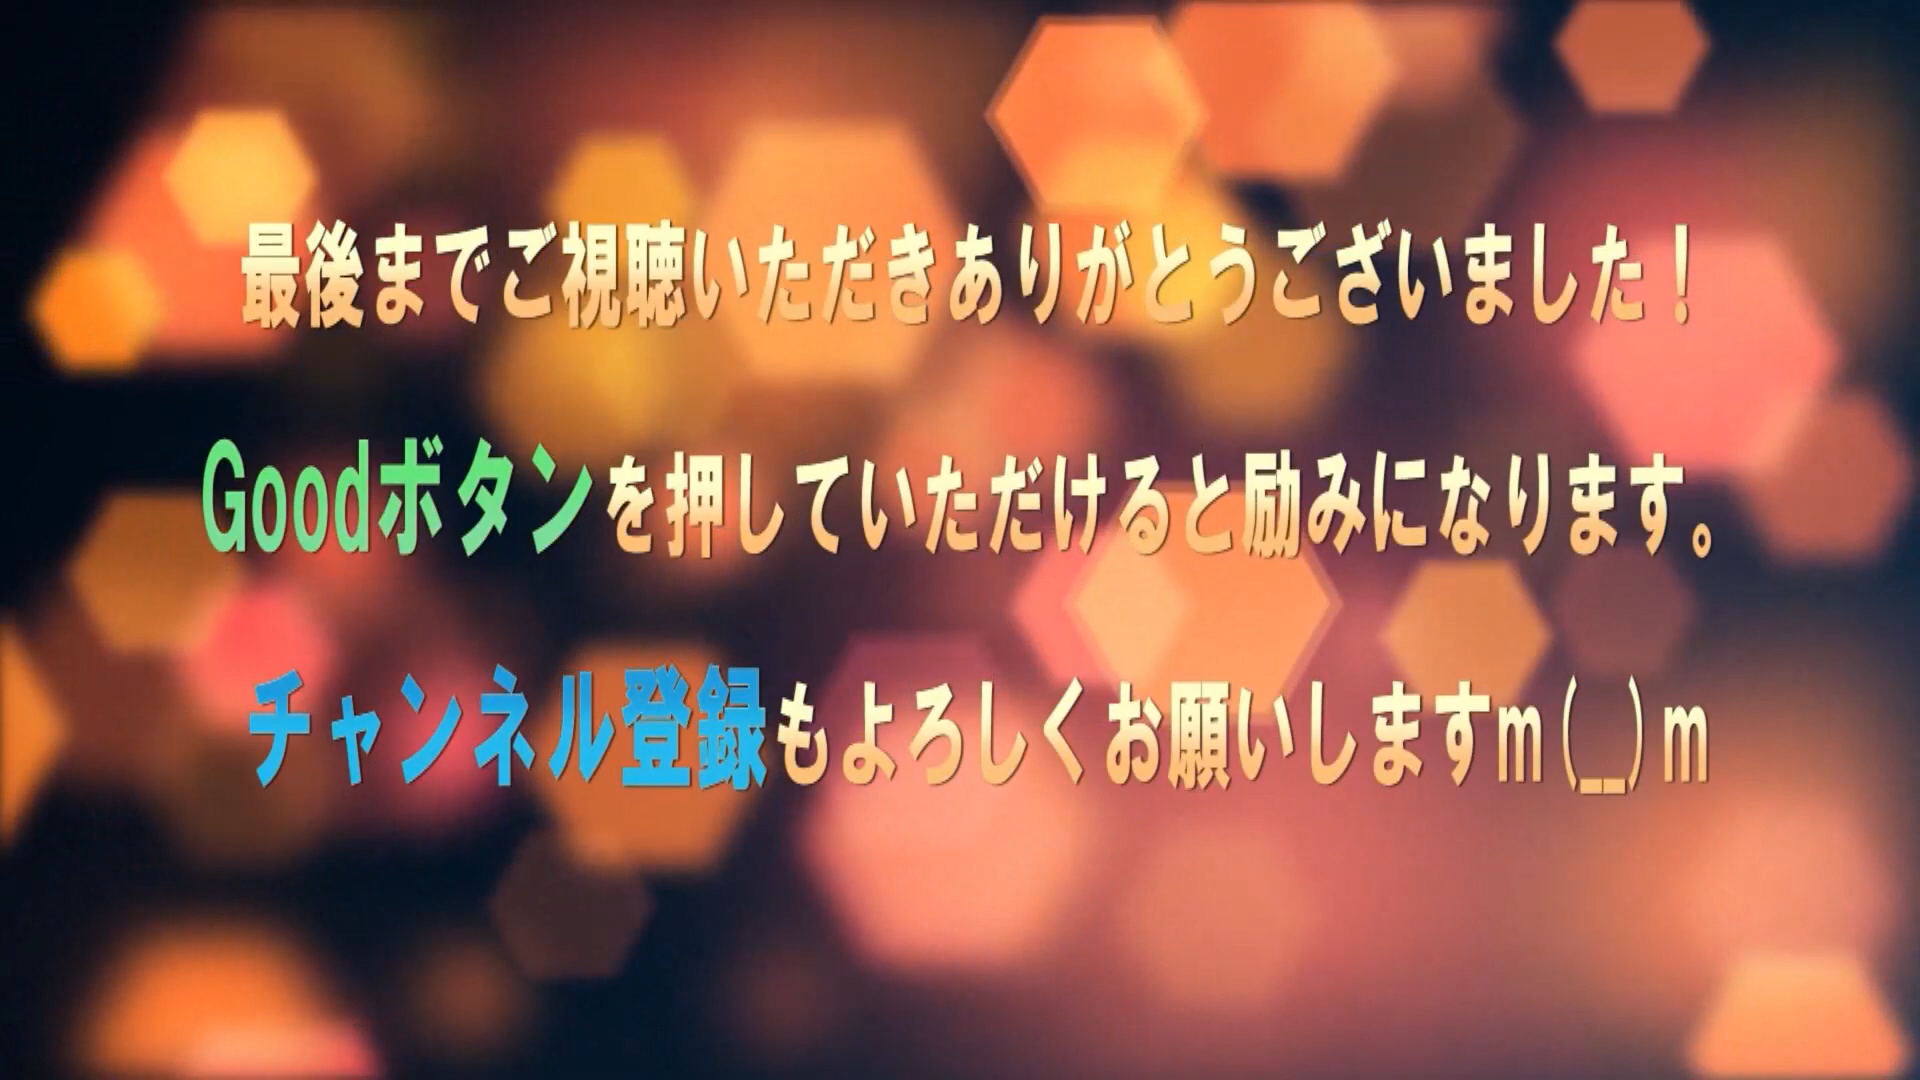 最後までご視聴いただきありがとうございました！
Goodボタンを押していただけると励みになります。
チャンネル登録もよろしくお願いしますm(__)m